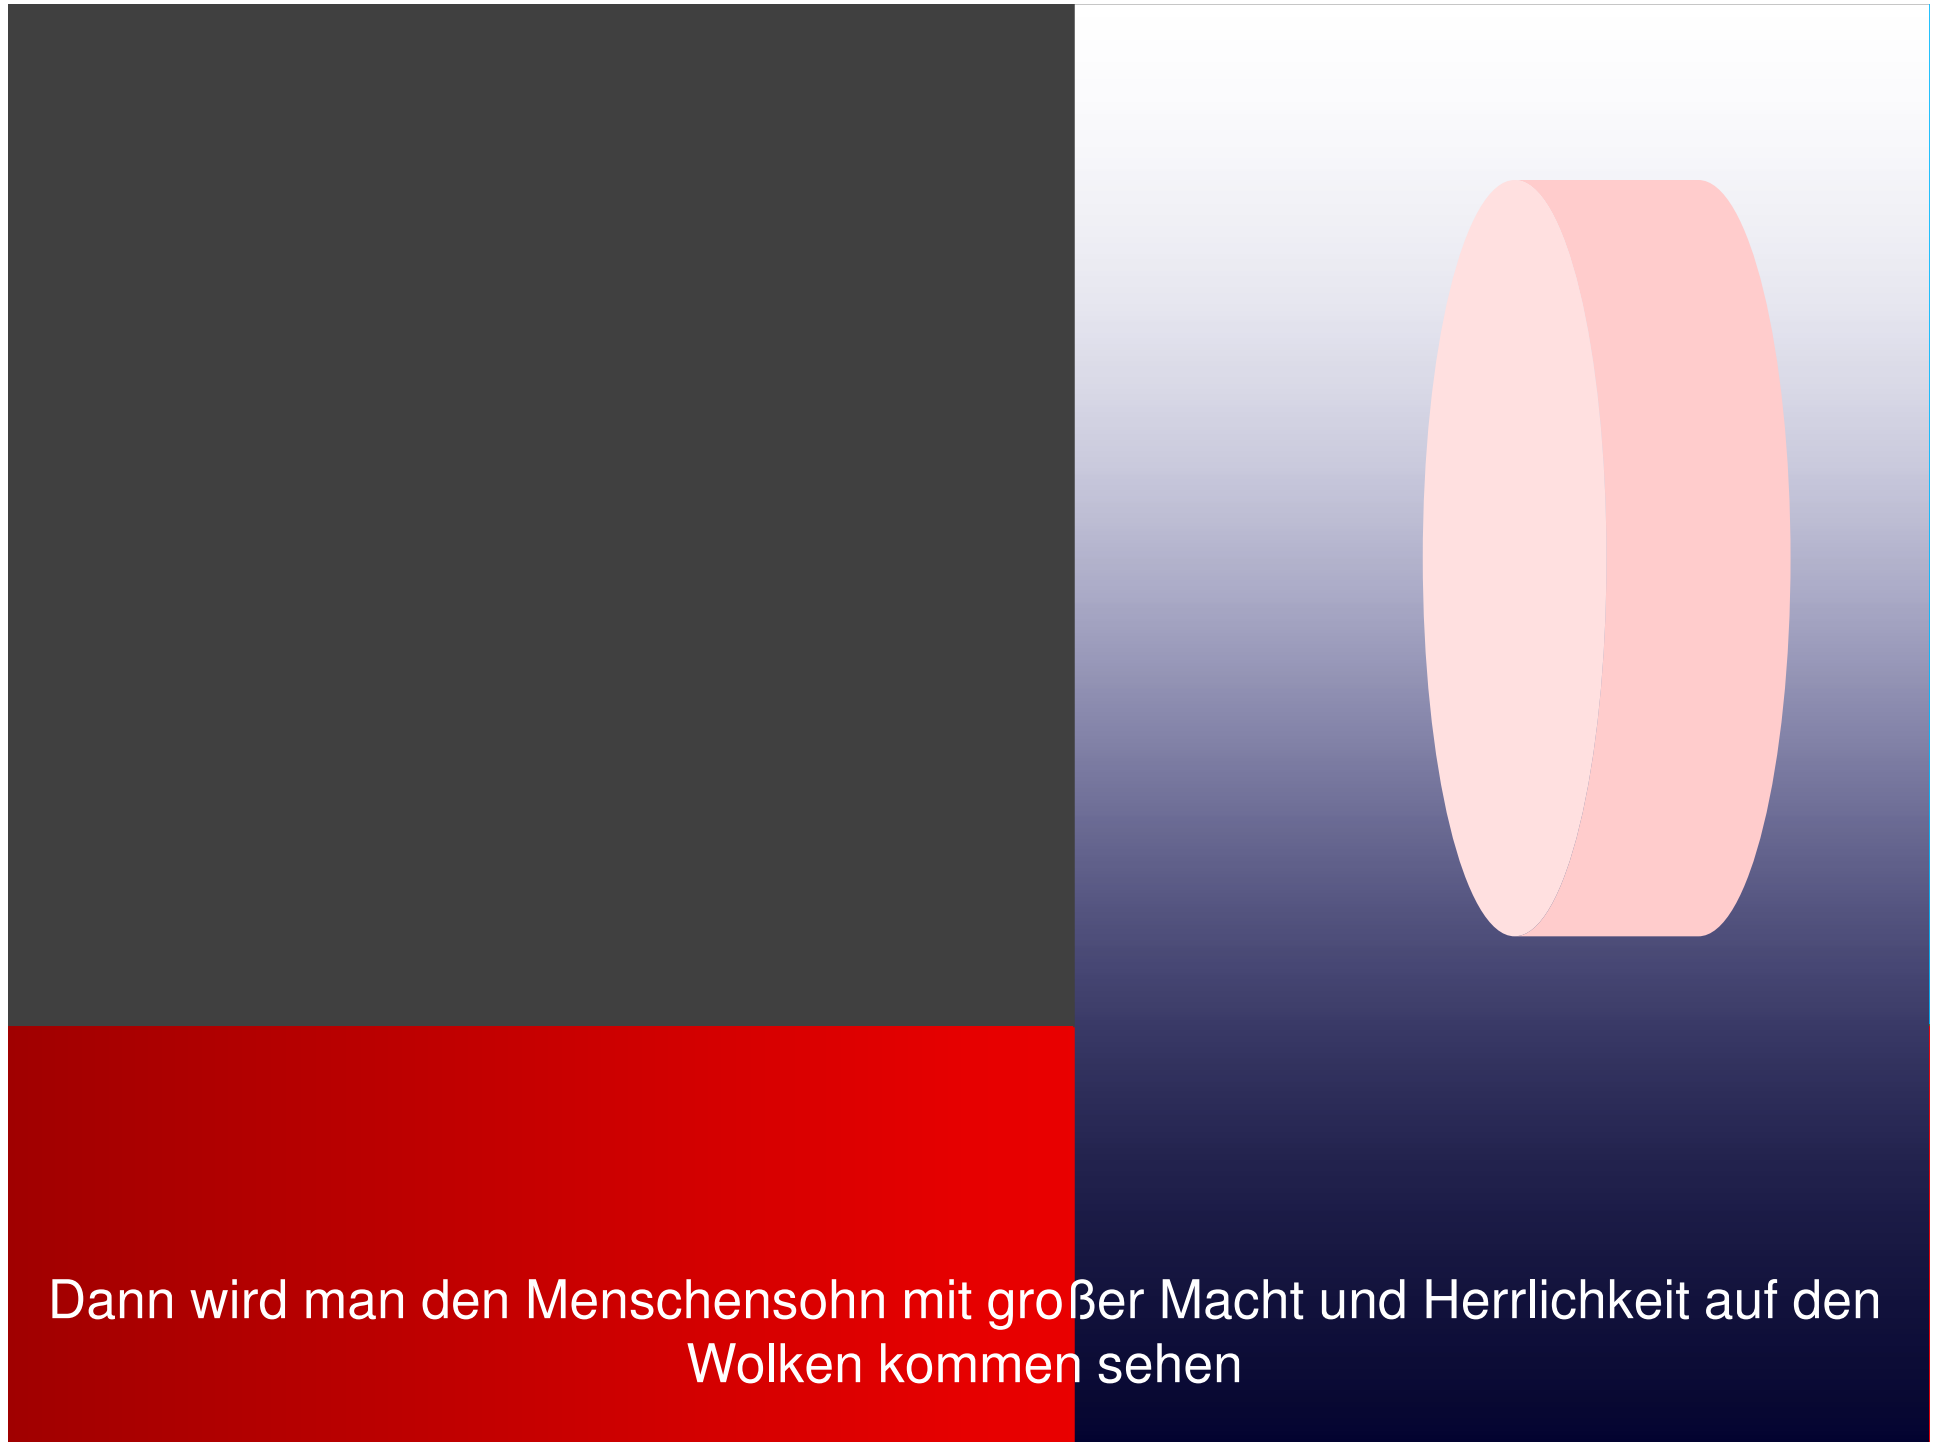 Dann wird man den Menschensohn mit großer Macht und Herrlichkeit auf den
Wolken kommen sehen